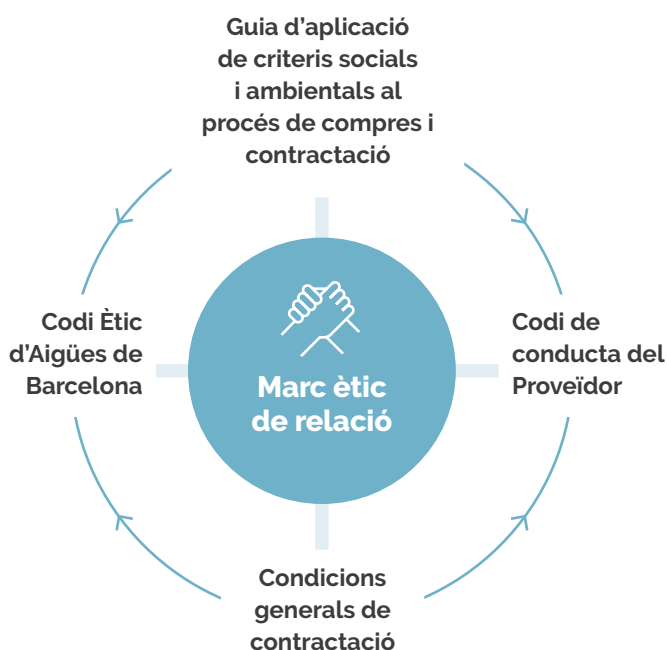 Guia d’aplicació
de criteris socials
i ambientals al
procés de compres i
contractació
Codi Ètic
d’Aigües de
Barcelona
Marc ètic
de relació
Codi de
conducta del
Proveïdor
Condicions
generals de
contractació